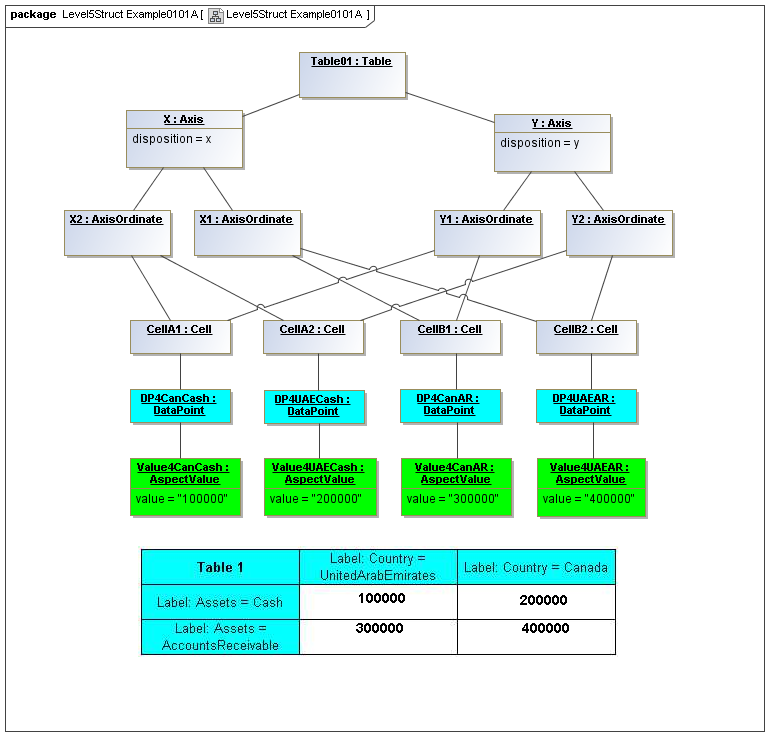 package Level5Struct Example0101A [ Level5Struct Example0101A ]
Table01 : Table
X : Axis
disposition = x
Y : Axis
disposition = y
X2 : AxisOrdinate
X1 : AxisOrdinate
Y1 : AxisOrdinate
Y2 : AxisOrdinate
CellA1 : Cell
CellA2 : Cell
CellB1 : Cell
CellB2 : Cell
DP4CanCash :
DataPoint
DP4UAECash :
DataPoint
DP4CanAR :
DataPoint
DP4UAEAR :
DataPoint
Value4CanCash :
AspectValue
value = "100000"
Value4UAECash :
AspectValue
value = "200000"
Value4CanAR :
AspectValue
value = "300000"
Value4UAEAR :
AspectValue
value = "400000"
Table 1
Label: Country =
UnitedArabEmirates
Label: Country = Canada
Label: Assets = Cash
100000
200000
Label: Assets =
AccountsReceivable
300000
400000